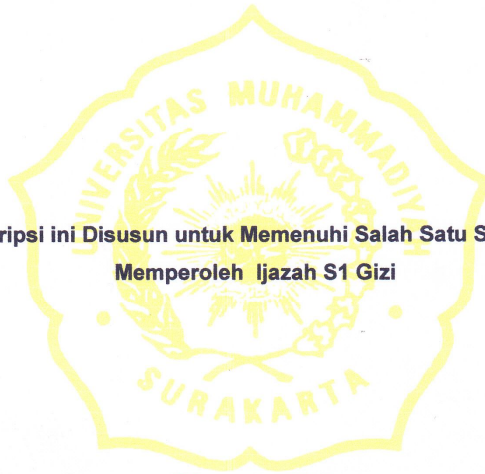 UNIVERSITAS MUHAMMADIYAH
ripsi ini Disusun untuk Memenuhi Salah Satu S
Memperoleh Ijazah S1 Gizi
SURAKARTA